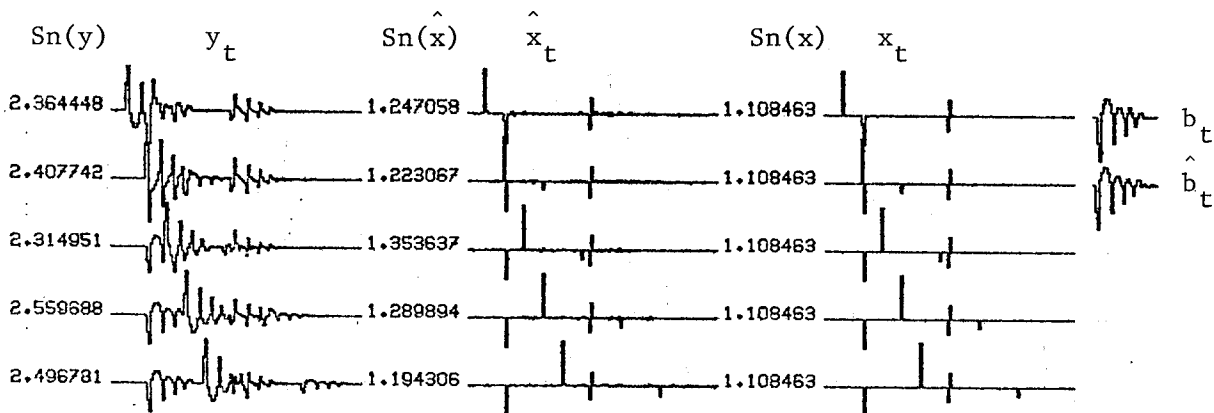 Sn(y) y_t Sn(x̂) x̂_t Sn(x) x_t
2.364448 1.247058 1.108463 b_t
2.407742 1.223067 1.108463 b̂_t
2.314951 1.353637 1.108463
2.559688 1.289894 1.108463
2.496781 1.194306 1.108463